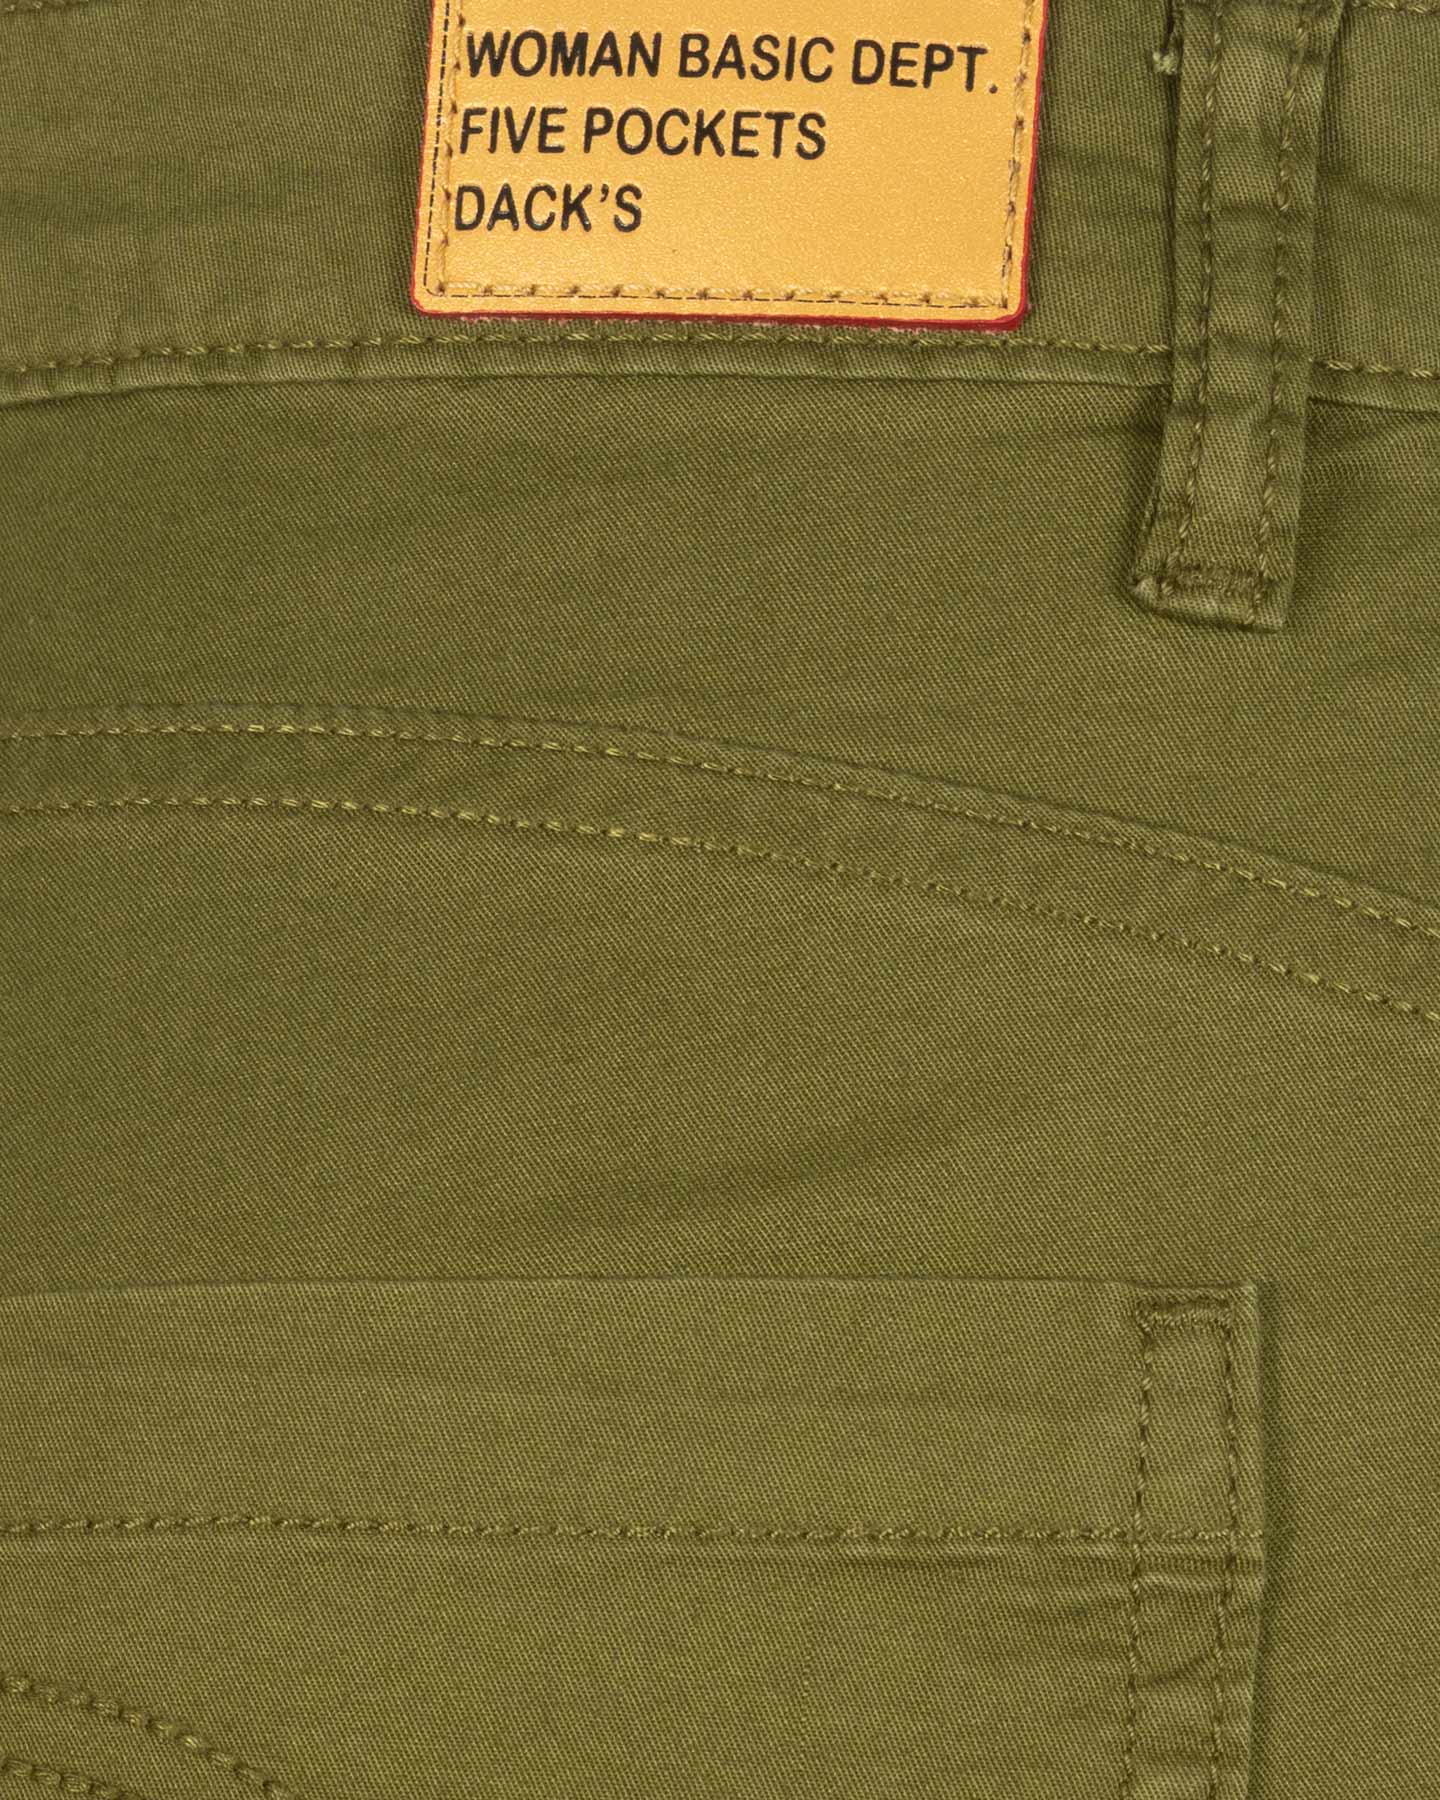 WOMAN BASIC DEPT.
FIVE POCKETS
DACK'S